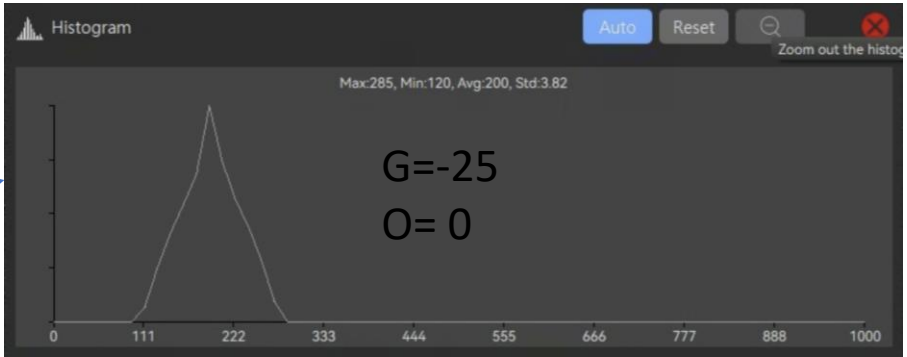 Histogram
Auto
Reset
Zoom out the histog
Max:285, Min:120, Avg:200, Std:3.82
G=-25
O= 0
0 111 222 333 444 555 666 777 888 1000